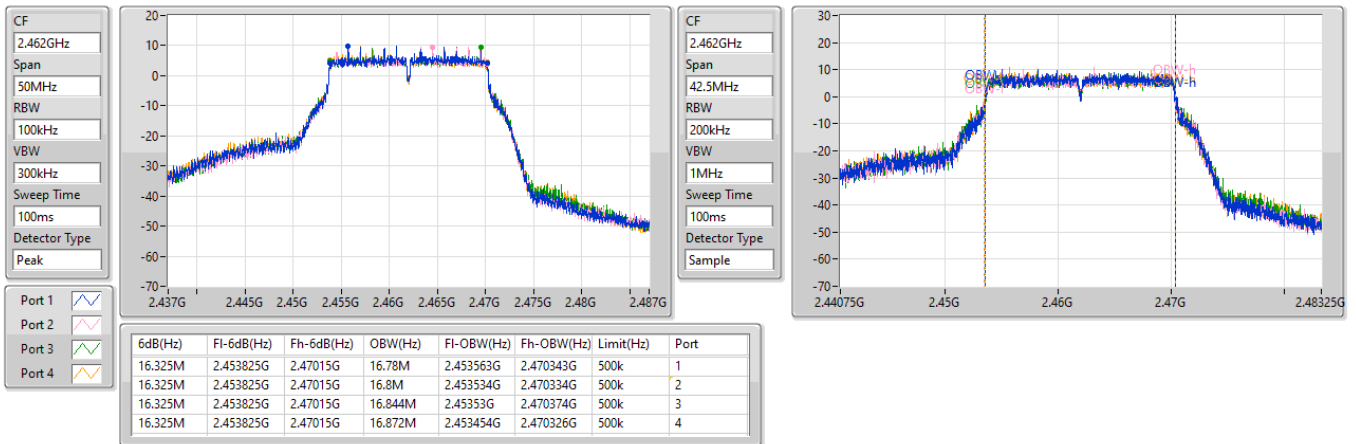 CF
2.462GHz
Span
50MHz
RBW
100kHz
VBW
300kHz
Sweep Time
100ms
Detector Type
Peak
20
10
0
-10
-20
-30
-40
-50
-60
-70
2.437G 2.445G 2.45G 2.455G 2.46G 2.465G 2.47G 2.475G 2.48G 2.487G
CF
2.462GHz
Span
42.5MHz
RBW
200kHz
VBW
1MHz
Sweep Time
100ms
Detector Type
Sample
30
20
10
0
-10
-20
-30
-40
-50
-60
-70
OBW-h
OBW-h
2.44075G 2.45G 2.46G 2.47G 2.48325G
Port 1
Port 2
Port 3
Port 4
6dB(Hz) Fl-6dB(Hz) Fh-6dB(Hz) OBW(Hz) Fl-OBW(Hz) Fh-OBW(Hz) Limit(Hz) Port
16.325M 2.453825G 2.47015G 16.78M 2.453563G 2.470343G 500k 1
16.325M 2.453825G 2.47015G 16.8M 2.453534G 2.470334G 500k 2
16.325M 2.453825G 2.47015G 16.844M 2.45353G 2.470374G 500k 3
16.325M 2.453825G 2.47015G 16.872M 2.453454G 2.470326G 500k 4